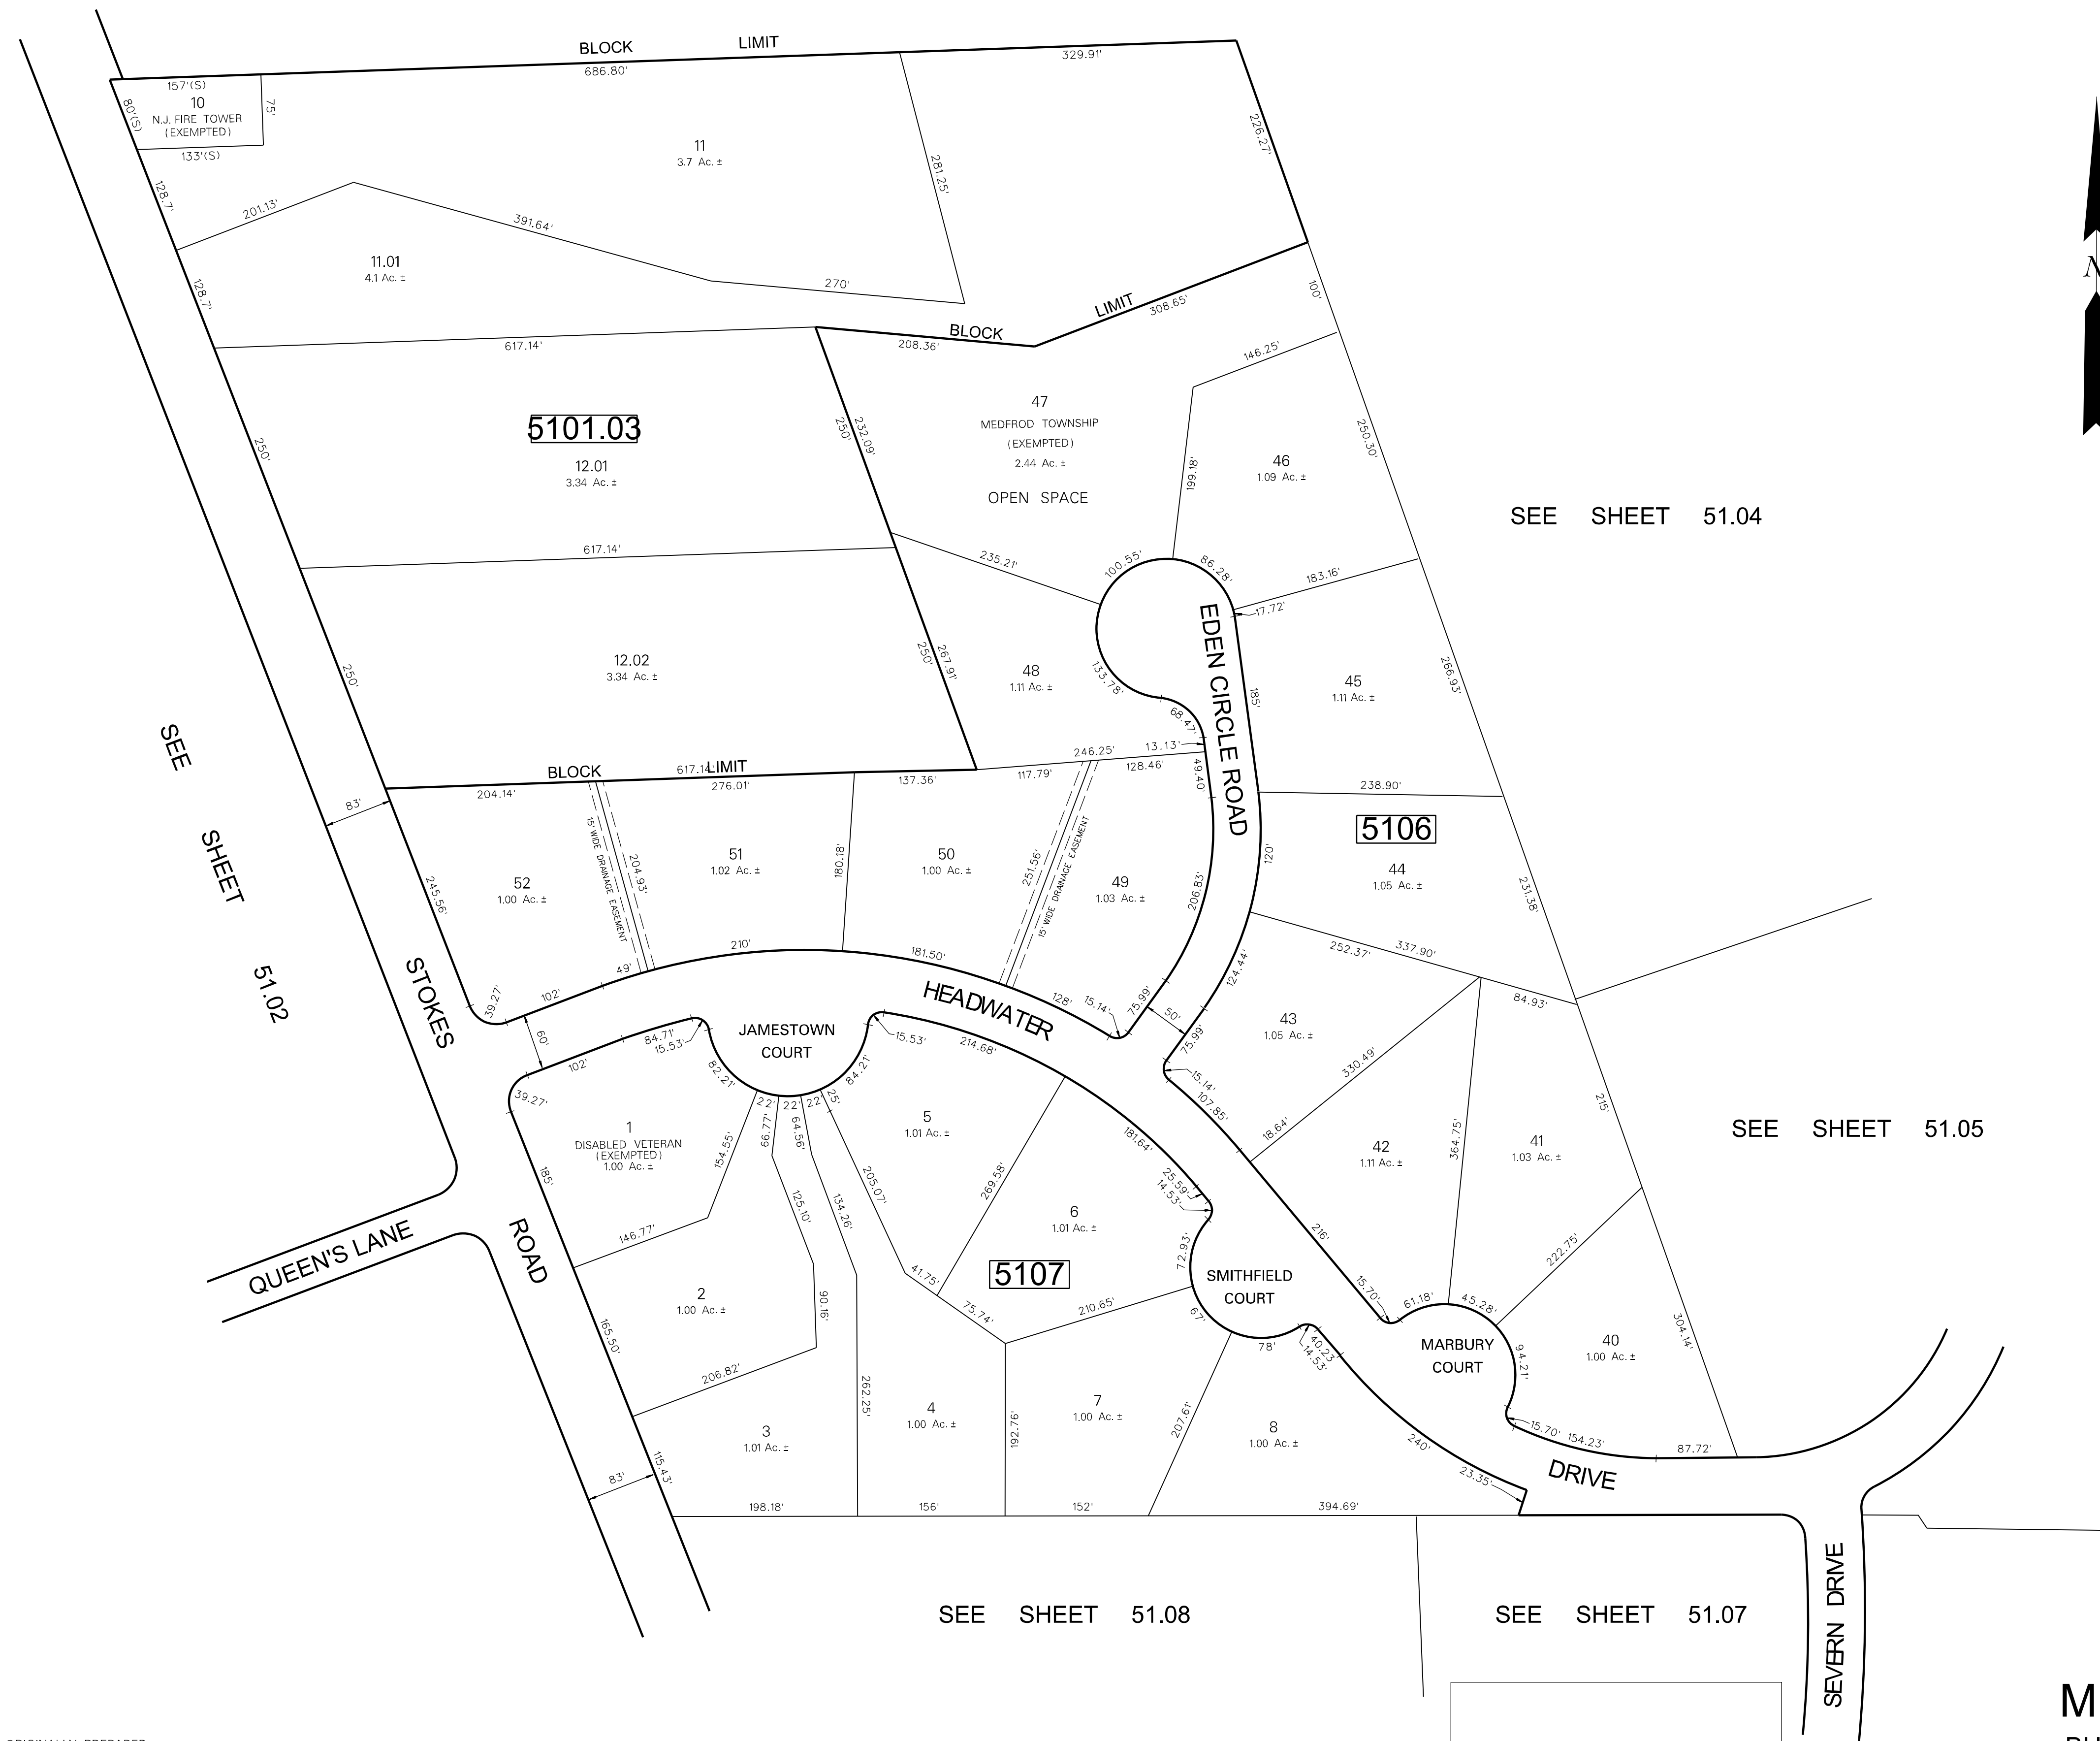 BLOCK LIMIT
686.80'
329.91'
157'(S)
10
N.J. FIRE TOWER
(EXEMPTED)
80'(S)
75'
133'(S)
226.27'
11
3.7 Ac. ±
281.25'
128.7'
201.13'
391.64'
270'
11.01
4.1 Ac. ±
128.7'
BLOCK LIMIT
308.65'
100'
617.14'
208.36'
146.25'
5101.03
12.01
3.34 Ac. ±
250'
250'
232.09'
47
MEDFROD TOWNSHIP
(EXEMPTED)
2.44 Ac. ±
OPEN SPACE
199.18'
46
1.09 Ac. ±
250.30'
SEE SHEET 51.04
617.14'
235.21'
100.55'
86.28'
183.16'
17.72'
12.02
3.34 Ac. ±
250'
250'
267.91'
48
1.11 Ac. ±
133.78'
68.47'
EDEN CIRCLE ROAD
185'
45
1.11 Ac. ±
266.93'
SEE SHEET 51.02
BLOCK LIMIT
617.14'
246.25'
13.13'
204.14'
276.01'
137.36'
117.79'
128.46'
49.40'
238.90'
83'
5106
44
1.05 Ac. ±
120'
231.38'
52
1.00 Ac. ±
245.56'
15' WIDE DRAINAGE EASEMENT
204.93'
51
1.02 Ac. ±
180.18'
50
1.00 Ac. ±
251.56'
15' WIDE DRAINAGE EASEMENT
49
1.03 Ac. ±
206.83'
252.37'
337.90'
84.93'
124.44'
STOKES
39.27'
102'
49'
210'
181.50'
128'
15.14'
75.99'
50'
75.99'
HEADWATER
60'
JAMESTOWN
COURT
102'
84.71'
15.53'
82.21'
15.53'
84.21'
214.68'
39.27'
22'
22'
22'
25'
43
1.05 Ac. ±
330.49'
15.14'
107.85'
18.64'
215'
SEE SHEET 51.05
1
DISABLED VETERAN
(EXEMPTED)
1.00 Ac. ±
154.55'
66.77'
64.56'
5
1.01 Ac. ±
181.64'
42
1.11 Ac. ±
364.75'
41
1.03 Ac. ±
185'
146.77'
125.10'
134.26'
205.07'
269.58'
6
1.01 Ac. ±
25.59'
14.53'
72.93'
216'
222.75'
QUEEN'S LANE
ROAD
5107
SMITHFIELD
COURT
2
1.00 Ac. ±
90.16'
41.75'
75.74'
210.65'
67'
15.70'
61.18'
45.28'
MARBURY
COURT
40
1.00 Ac. ±
304.14'
165.50'
206.82'
78'
40.23
14.53'
94.21'
3
1.01 Ac. ±
262.25'
4
1.00 Ac. ±
192.76'
7
1.00 Ac. ±
207.61'
8
1.00 Ac. ±
240'
15.70'
154.23'
87.72'
DRIVE
23.35'
83'
115.43'
198.18'
156'
152'
394.69'
SEE SHEET 51.08
SEE SHEET 51.07
SEVERN DRIVE